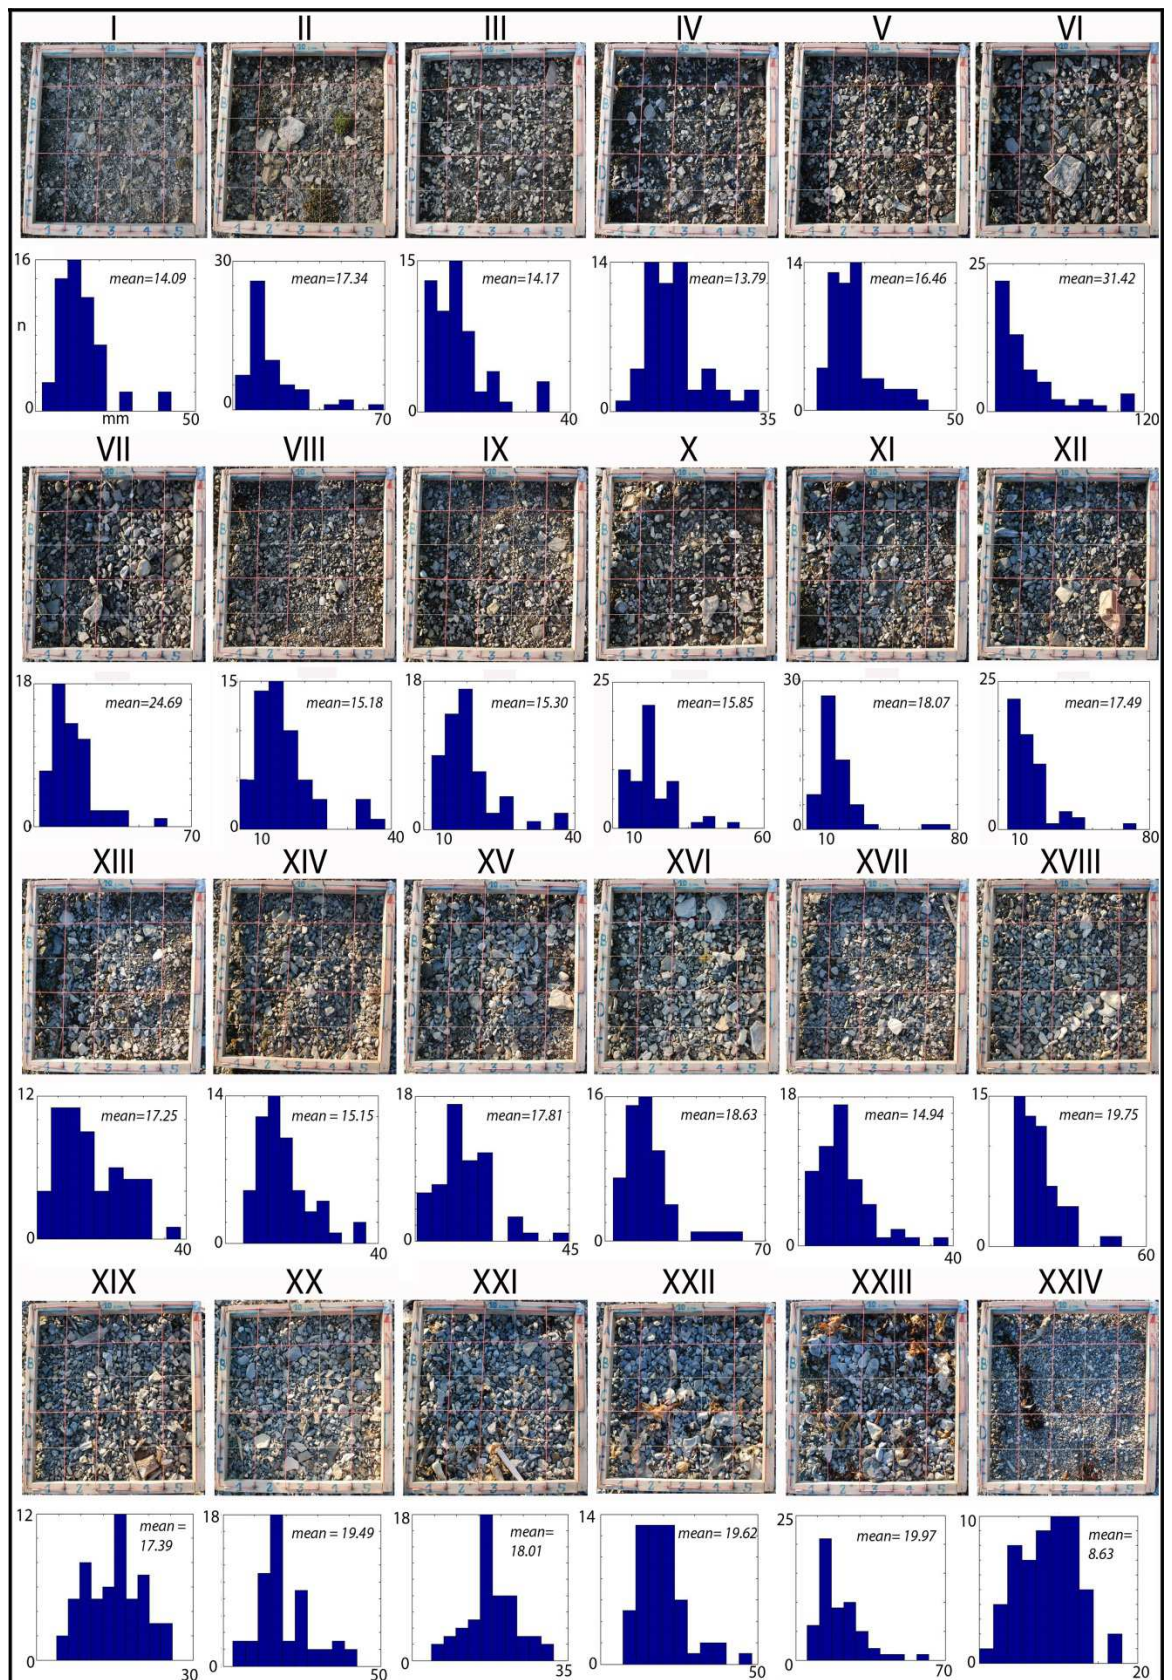 I II III IV V VI
16 30 15 14 14 25
mean=14.09 mean=17.34 mean=14.17 mean=13.79 mean=16.46 mean=31.42
n
0 0 0 0 0 0
mm 50 70 40 35 50 120
VII VIII IX X XI XII
18 15 18 25 30 25
mean=24.69 mean=15.18 mean=15.30 mean=15.85 mean=18.07 mean=17.49
0 0 0 0 0 0
70 10 40 10 40 10 60 10 80 10 80
XIII XIV XV XVI XVII XVIII
12 14 18 16 18 15
mean=17.25 mean = 15.15 mean=17.81 mean=18.63 mean=14.94 mean = 19.75
0 0 0 0 0 0
40 40 45 70 40 60
XIX XX XXI XXII XXIII XXIV
12 18 18 14 25 10
mean = 17.39 mean = 19.49 mean= 18.01 mean= 19.62 mean = 19.97 mean= 8.63
0 0 0 0 0 0
30 50 35 50 70 20